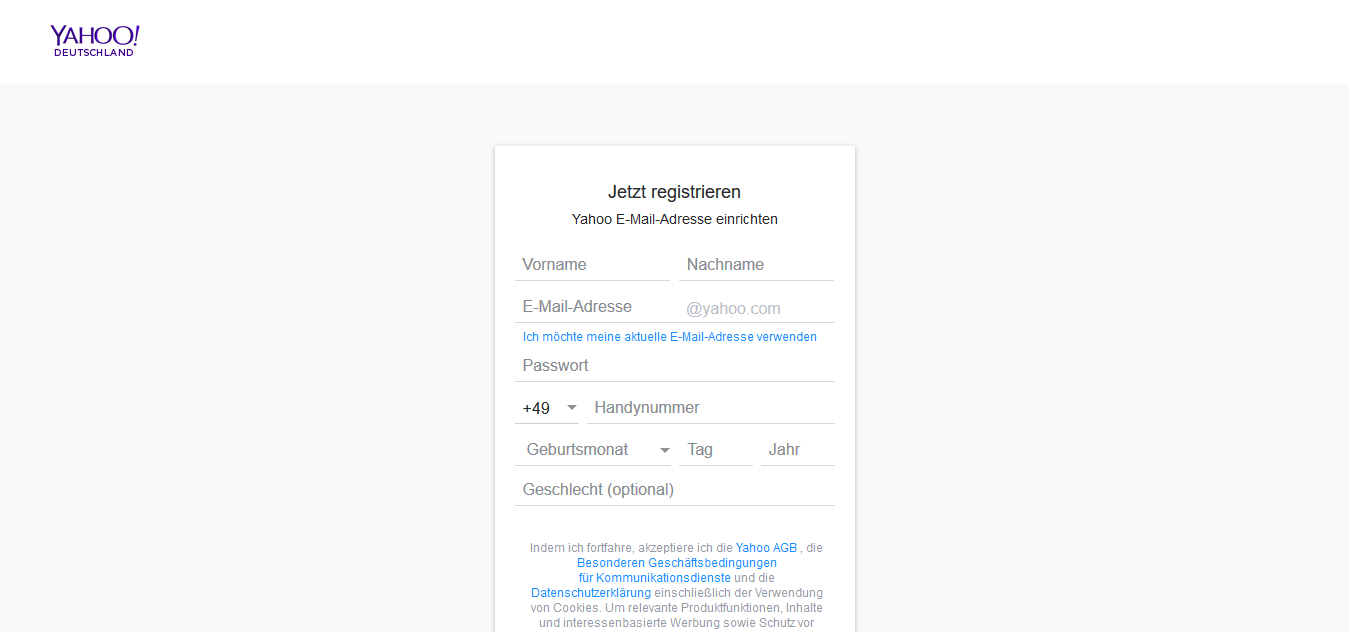 YAHOO!
DEUTSCHLAND
Jetzt registrieren
Yahoo E-Mail-Adresse einrichten
Vorname Nachname
E-Mail-Adresse @yahoo.com
Ich möchte meine aktuelle E-Mail-Adresse verwenden
Passwort
+49 Handynummer
Geburtsmonat Tag Jahr
Geschlecht (optional)
Indem ich fortfahre, akzeptiere ich die Yahoo AGB , die
Besonderen Geschäftsbedingungen
für Kommunikationsdienste und die
Datenschutzerklärung einschließlich der Verwendung
von Cookies. Um relevante Produktfunktionen, Inhalte
und interessenbasierte Werbung sowie Schutz vor